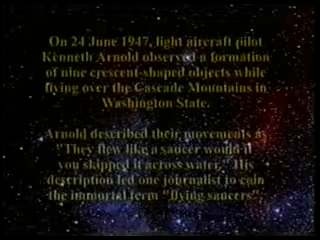 On 24 June 1947, light aircraft pilot
Kenneth Arnold observed a formation
of nine crescent-shaped objects while
flying over the Cascade Mountains in
Washington State.
Arnold described their movements as
"They flew like a saucer would if
you skipped it across water." His
description led one journalist to coin
the immortal term "flying saucers".